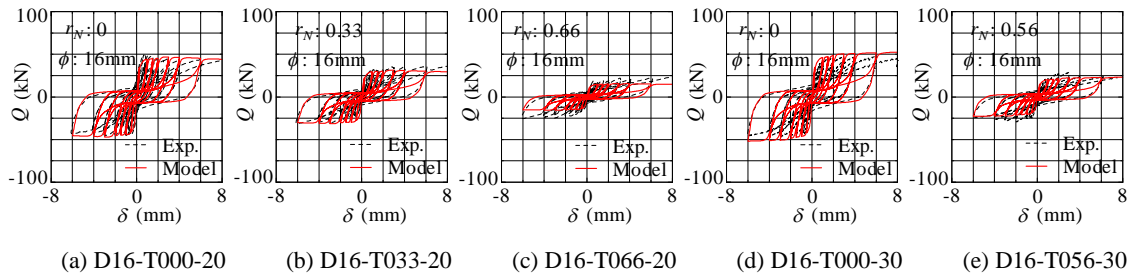 100
r_N: 0
ϕ: 16mm
Q (kN)
0
Exp.
Model
-100
-8 0 8
δ (mm)
(a) D16-T000-20
100
r_N: 0.33
ϕ: 16mm
Q (kN)
0
Exp.
Model
-100
-8 0 8
δ (mm)
(b) D16-T033-20
100
r_N: 0.66
ϕ: 16mm
Q (kN)
0
Exp.
Model
-100
-8 0 8
δ (mm)
(c) D16-T066-20
100
r_N: 0
ϕ: 16mm
Q (kN)
0
Exp.
Model
-100
-8 0 8
δ (mm)
(d) D16-T000-30
100
r_N: 0.56
ϕ: 16mm
Q (kN)
0
Exp.
Model
-100
-8 0 8
δ (mm)
(e) D16-T056-30